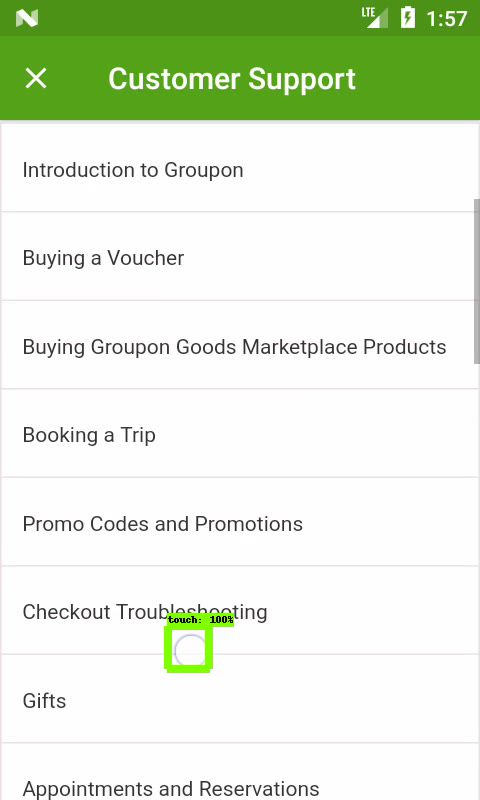 LTE 1:57
Customer Support
Introduction to Groupon
Buying a Voucher
Buying Groupon Goods Marketplace Products
Booking a Trip
Promo Codes and Promotions
Checkout Troubleshooting
touch: 100%
Gifts
Appointments and Reservations